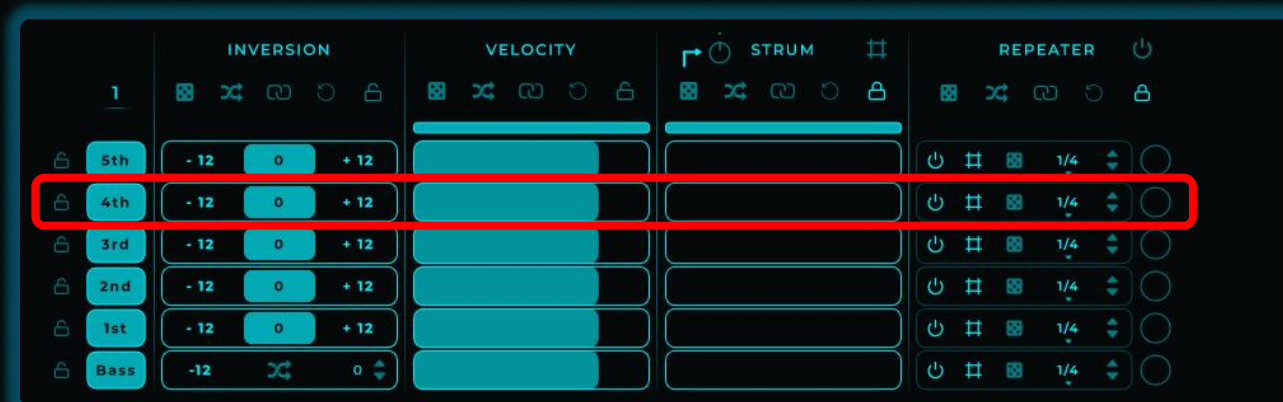 INVERSION VELOCITY STRUM REPEATER
1
5th - 12 0 + 12 1/4
4th - 12 0 + 12 1/4
3rd - 12 0 + 12 1/4
2nd - 12 0 + 12 1/4
1st - 12 0 + 12 1/4
Bass -12 0 1/4